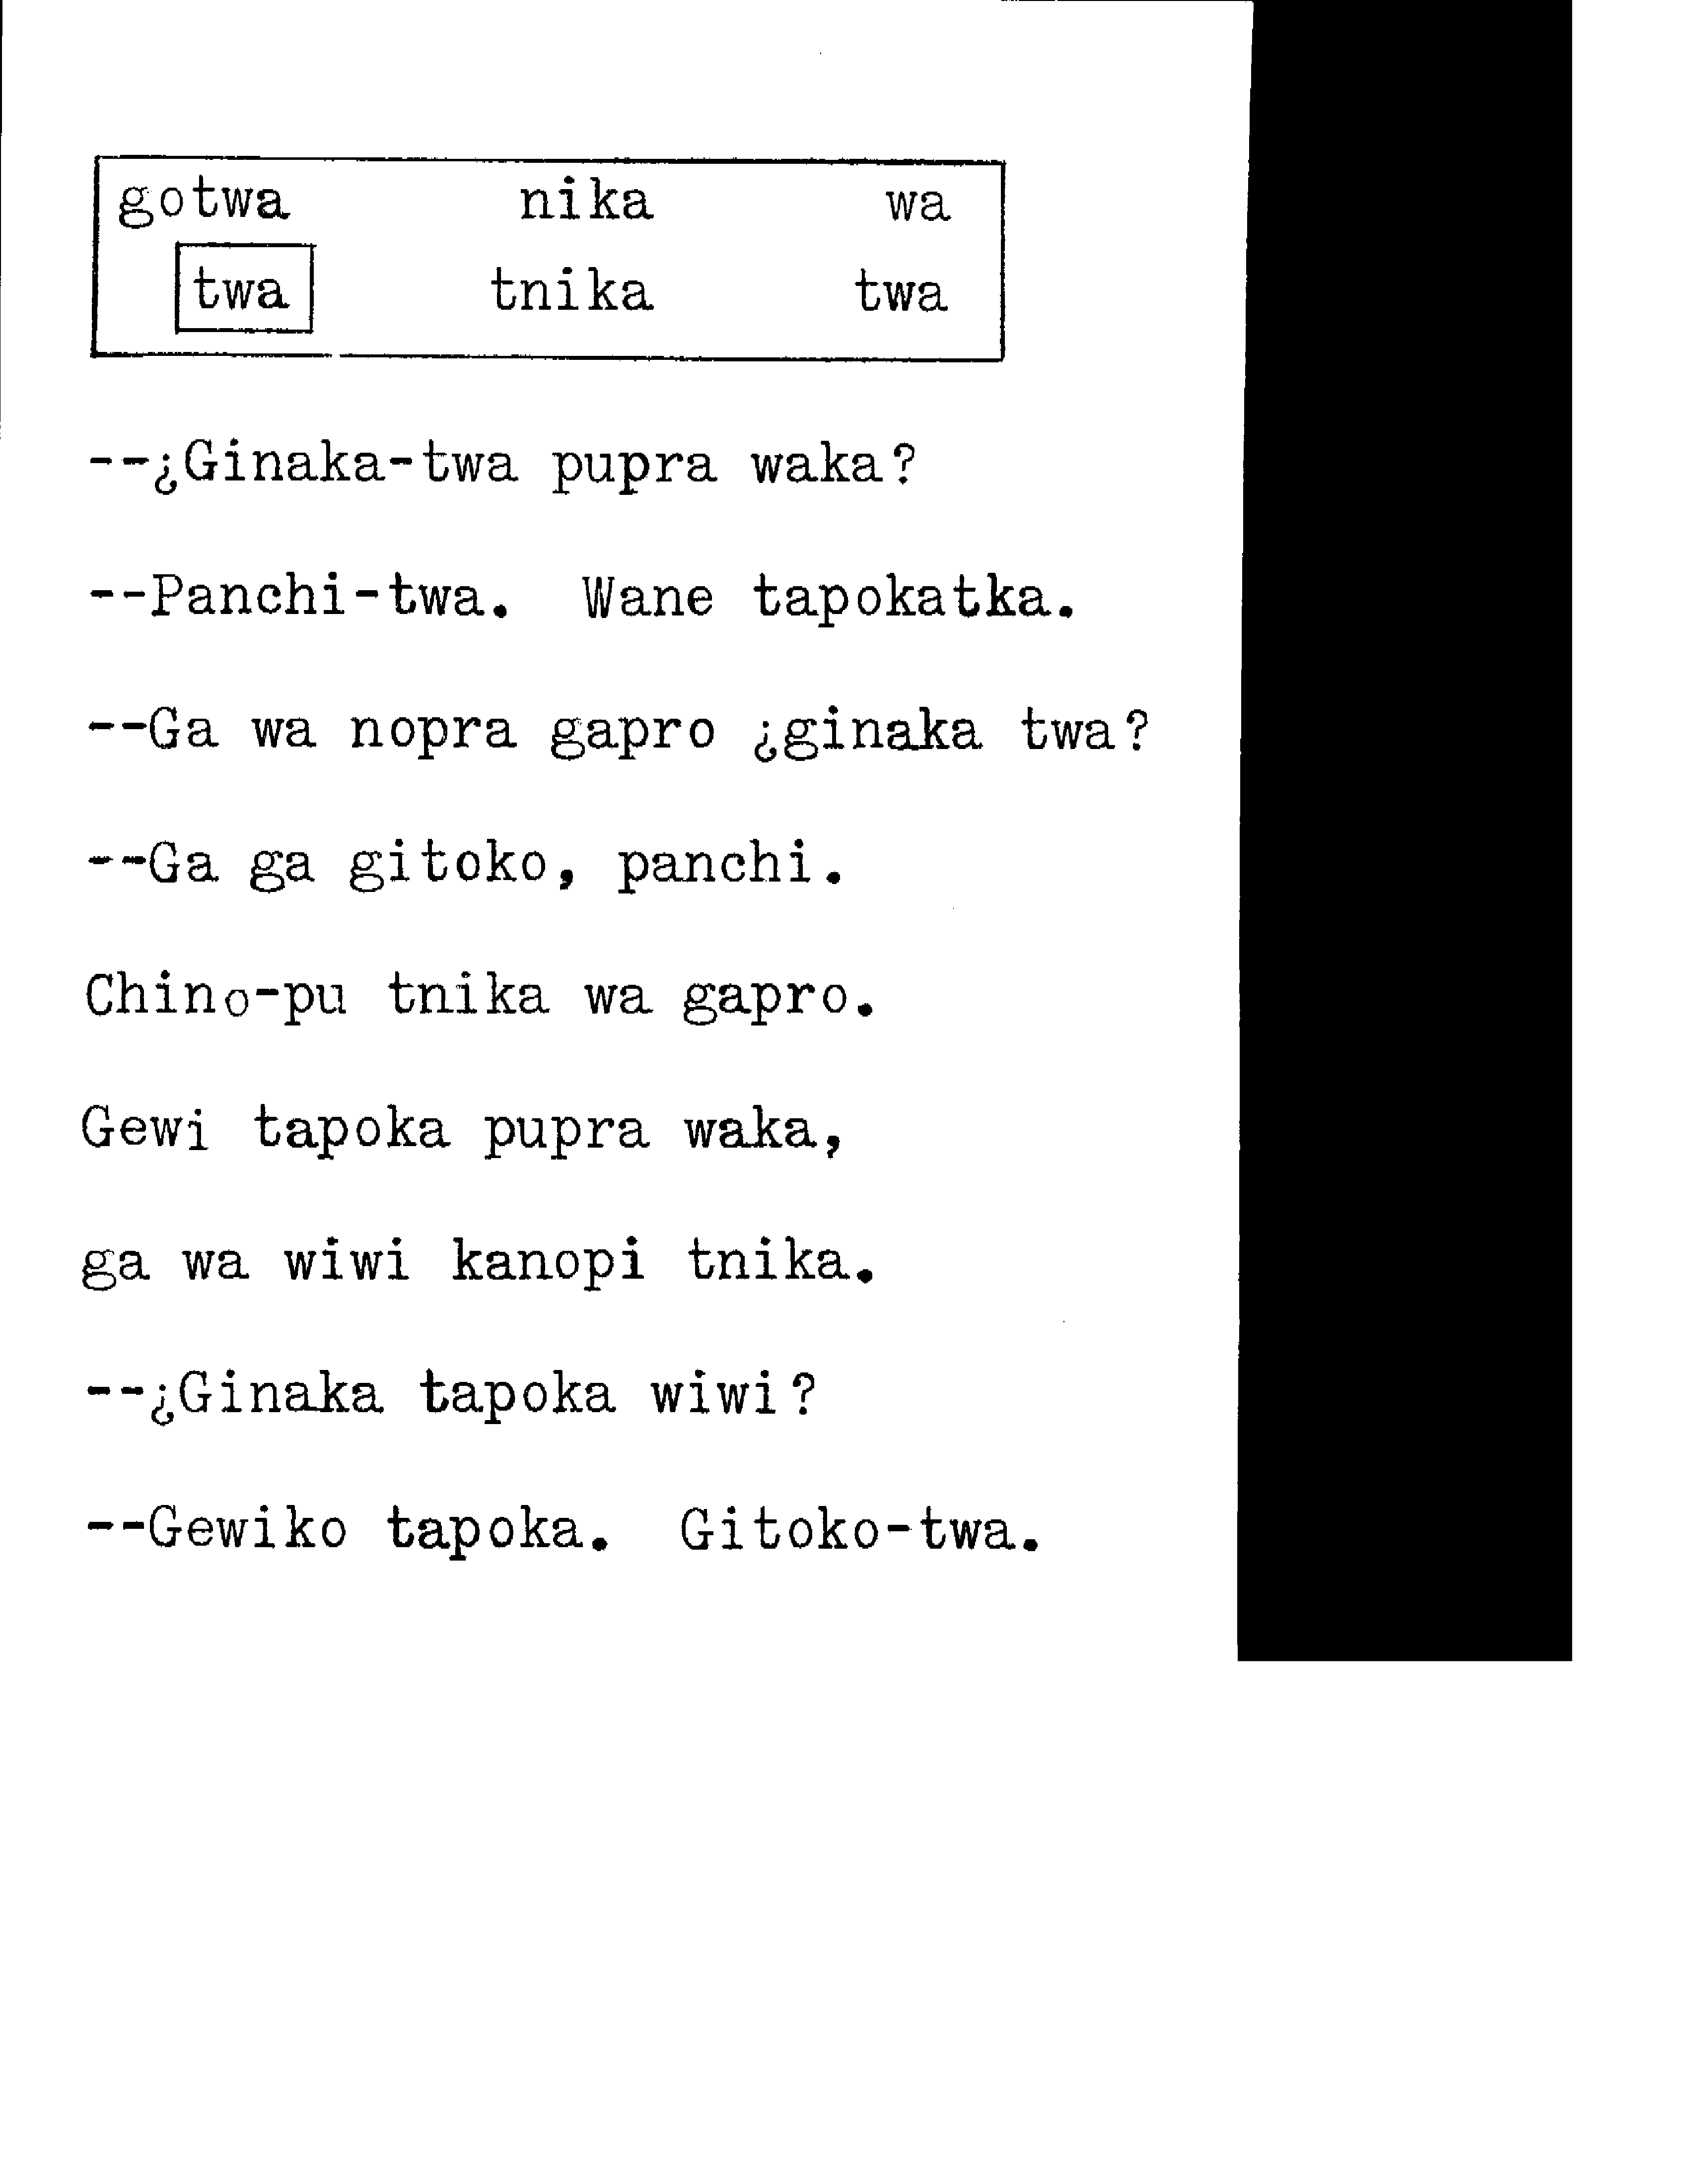 gotwa nika wa
twa tnika twa
--¿Ginaka-twa pupra waka?
--Panchi-twa. Wane tapokatka.
--Ga wa nopra gapro ¿ginaka twa?
--Ga ga gitoko, panchi.
Chino-pu tnika wa gapro.
Gewi tapoka pupra waka,
ga wa wiwi kanopi tnika.
--¿Ginaka tapoka wiwi?
--Gewiko tapoka. Gitoko-twa.